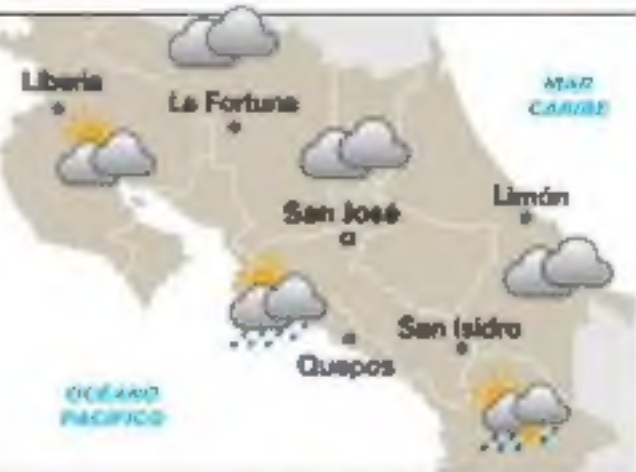 Liberia
La Fortuna
MAR
CARIBE
San José
Limón
San Isidro
Quepos
OCÉANO
PACÍFICO